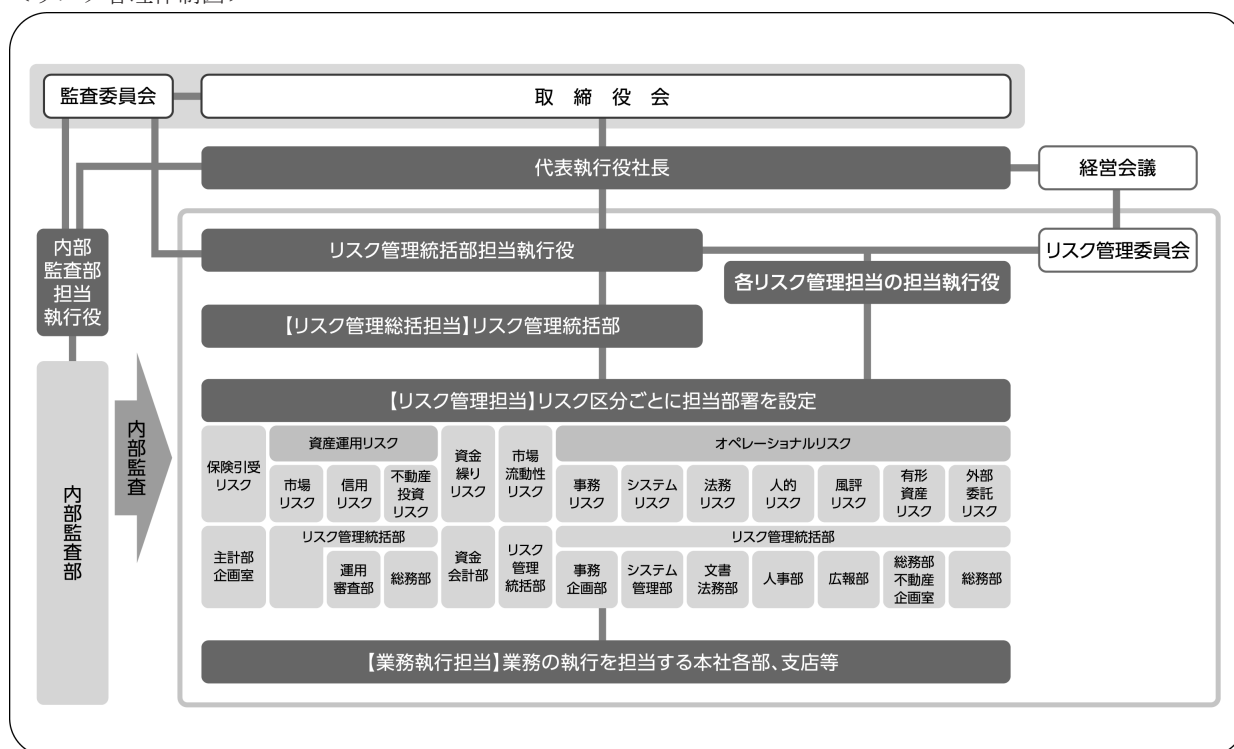 監査委員会
取締役会
代表執行役社長
経営会議
内部
監査部
担当
執行役
リスク管理統括部担当執行役
リスク管理委員会
各リスク管理担当の担当執行役
【リスク管理総括担当】リスク管理統括部
【リスク管理担当】リスク区分ごとに担当部署を設定
内部監査
内部監査部
保険引受
リスク
資産運用リスク
市場
リスク
信用
リスク
不動産
投資
リスク
資金
繰り
リスク
市場
流動性
リスク
オペレーショナルリスク
事務
リスク
システム
リスク
法務
リスク
人的
リスク
風評
リスク
有形
資産
リスク
外部
委託
リスク
主計部
企画室
リスク管理統括部
運用
審査部
総務部
資金
会計部
リスク
管理
統括部
リスク管理統括部
事務
企画部
システム
管理部
文書
法務部
人事部
広報部
総務部
不動産
企画室
総務部
【業務執行担当】業務の執行を担当する本社各部、支店等